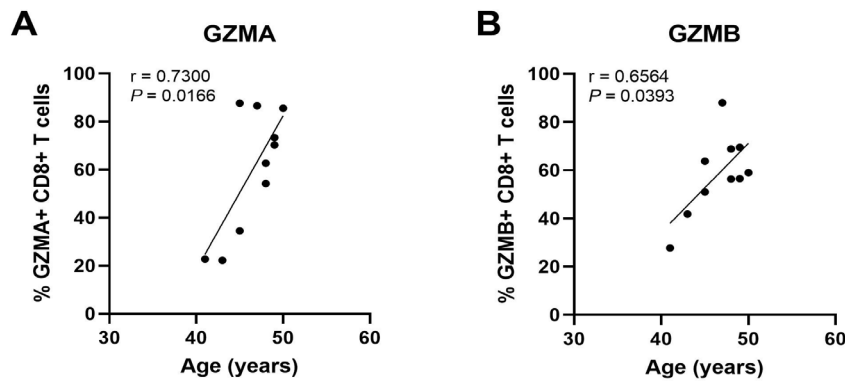 A
GZMA
r = 0.7300
P = 0.0166
% GZMA+ CD8+ T cells
100
80
60
40
20
0
30
40
50
60
Age (years)
B
GZMB
r = 0.6564
P = 0.0393
% GZMB+ CD8+ T cells
100
80
60
40
20
0
30
40
50
60
Age (years)